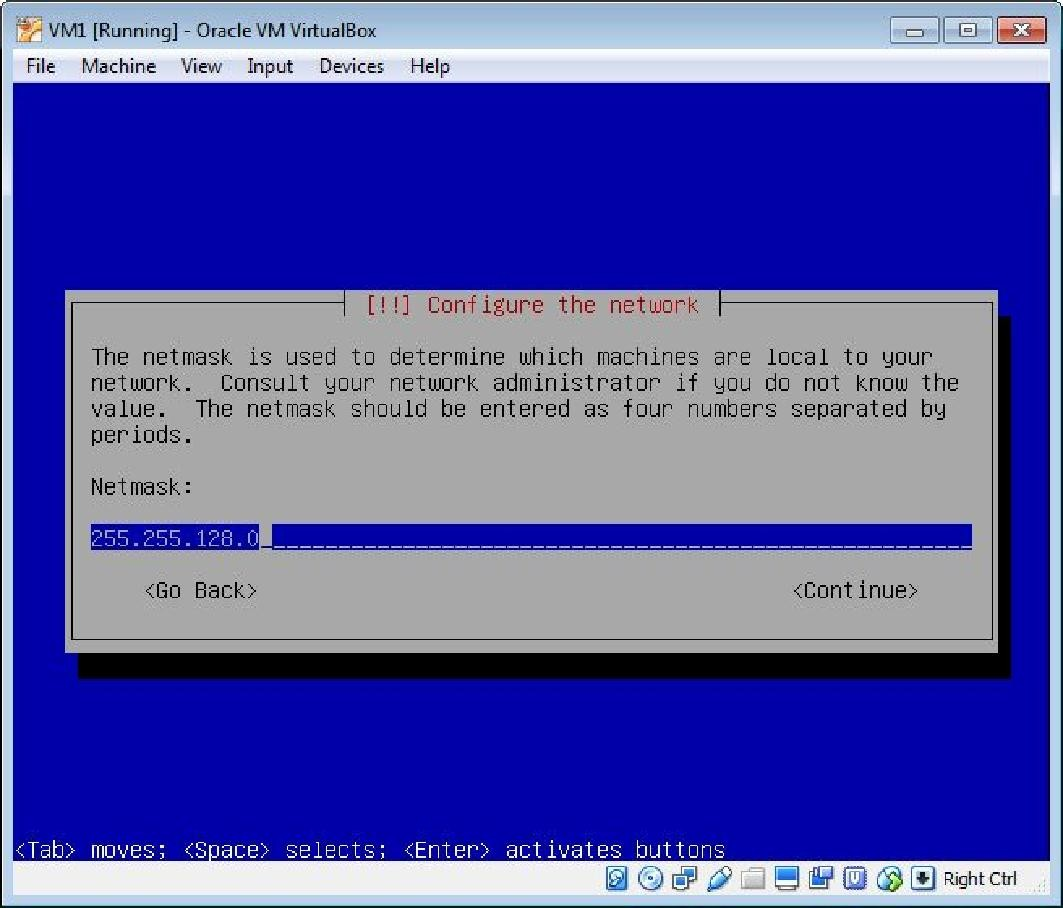 VM1 [Running] - Oracle VM VirtualBox
File Machine View Input Devices Help
[!!] Configure the network
The netmask is used to determine which machines are local to your
network.  Consult your network administrator if you do not know the
value.  The netmask should be entered as four numbers separated by
periods.
Netmask:
255.255.128.0
<Go Back> <Continue>
<Tab> moves; <Space> selects; <Enter> activates buttons
Right Ctrl